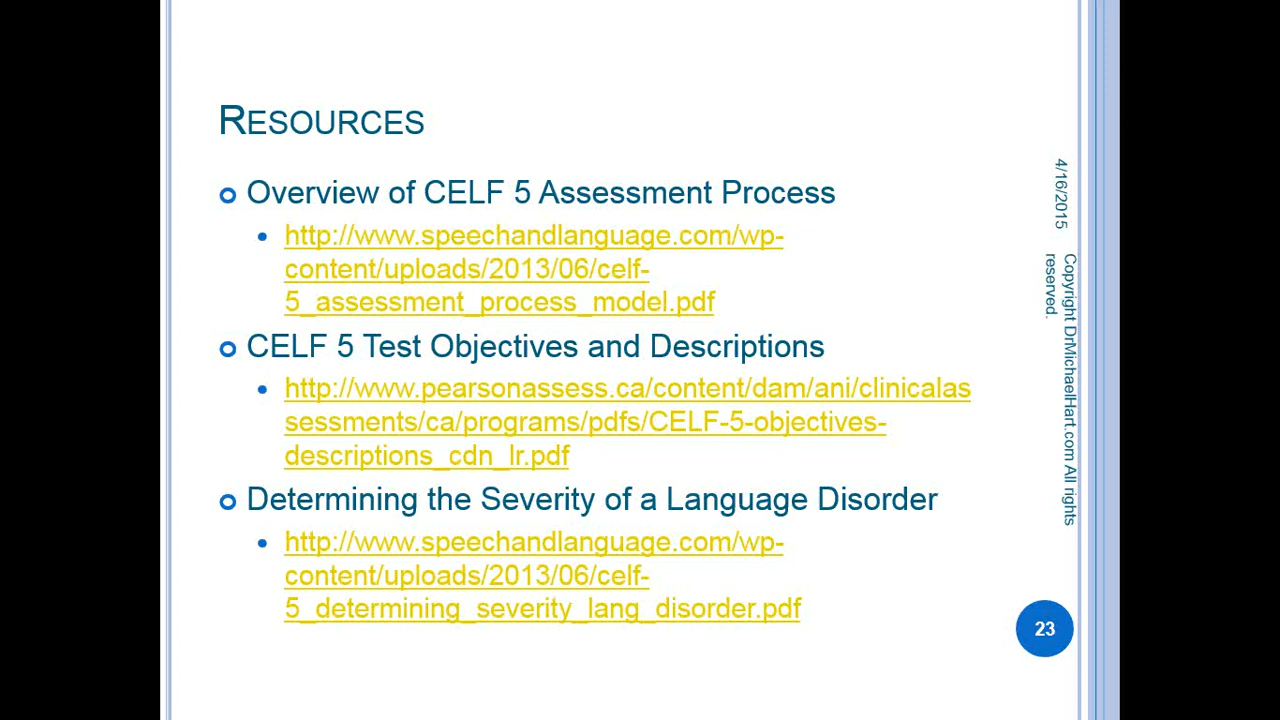 RESOURCES
Overview of CELF 5 Assessment Process
http://www.speechandlanguage.com/wp-
content/uploads/2013/06/celf-
5_assessment_process_model.pdf
CELF 5 Test Objectives and Descriptions
http://www.pearsonassess.ca/content/dam/ani/clinicalas
sessments/ca/programs/pdfs/CELF-5-objectives-
descriptions_cdn_lr.pdf
Determining the Severity of a Language Disorder
http://www.speechandlanguage.com/wp-
content/uploads/2013/06/celf-
5_determining_severity_lang_disorder.pdf
4/16/2015
Copyright DrMichaelHart.com All rights
reserved.
23